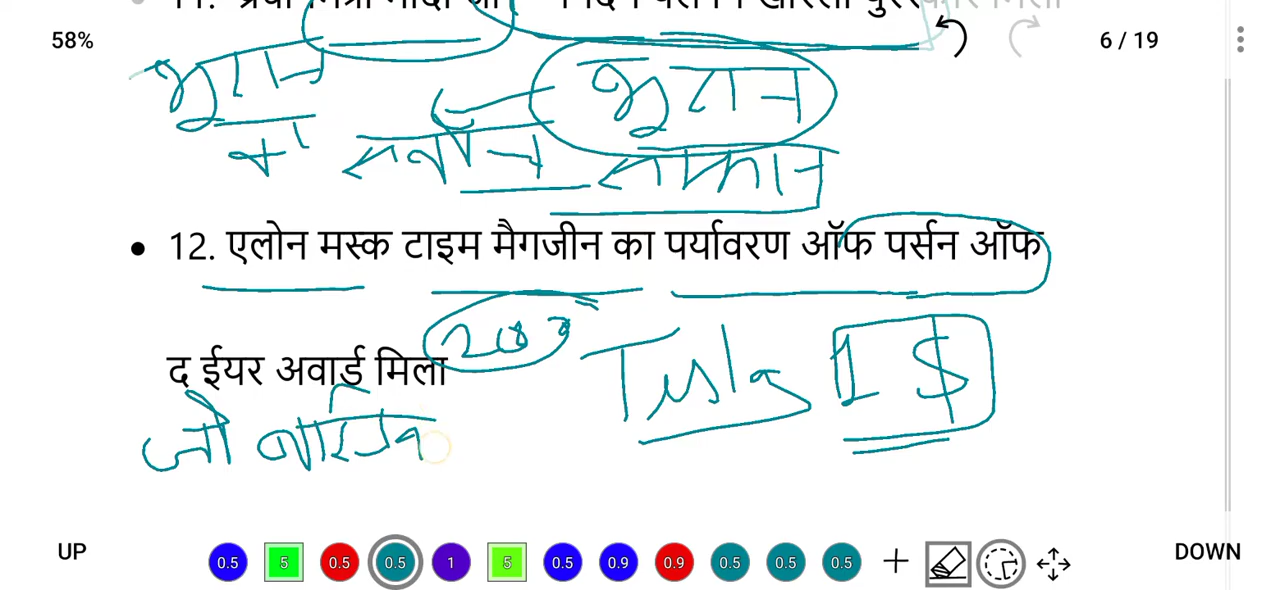 58%
6 / 19
भूटान
भूटान
का सर्वोच्च सम्मान
• 12. एलोन मस्क टाइम मैगजीन का पर्यावरण ऑफ पर्सन ऑफ
द ईयर अवार्ड मिला
Tesla 1 $
जो
UP
DOWN
0.5 5 0.5 0.5 1 5 0.5 0.9 0.9 0.5 0.5 0.5